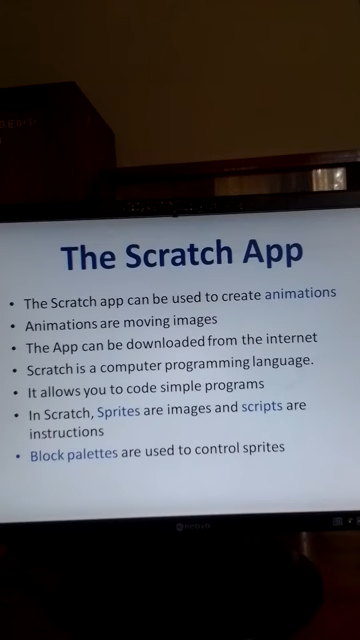 The Scratch App
• The Scratch app can be used to create animations
• Animations are moving images
• The App can be downloaded from the internet
• Scratch is a computer programming language.
• It allows you to code simple programs
• In Scratch, Sprites are images and scripts are
instructions
• Block palettes are used to control sprites